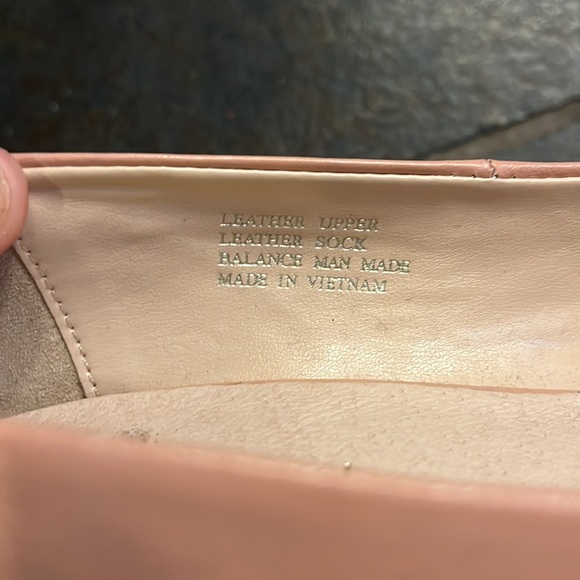 LEATHER UPPER
LEATHER SOCK
BALANCE MAN MADE
MADE IN VIETNAM